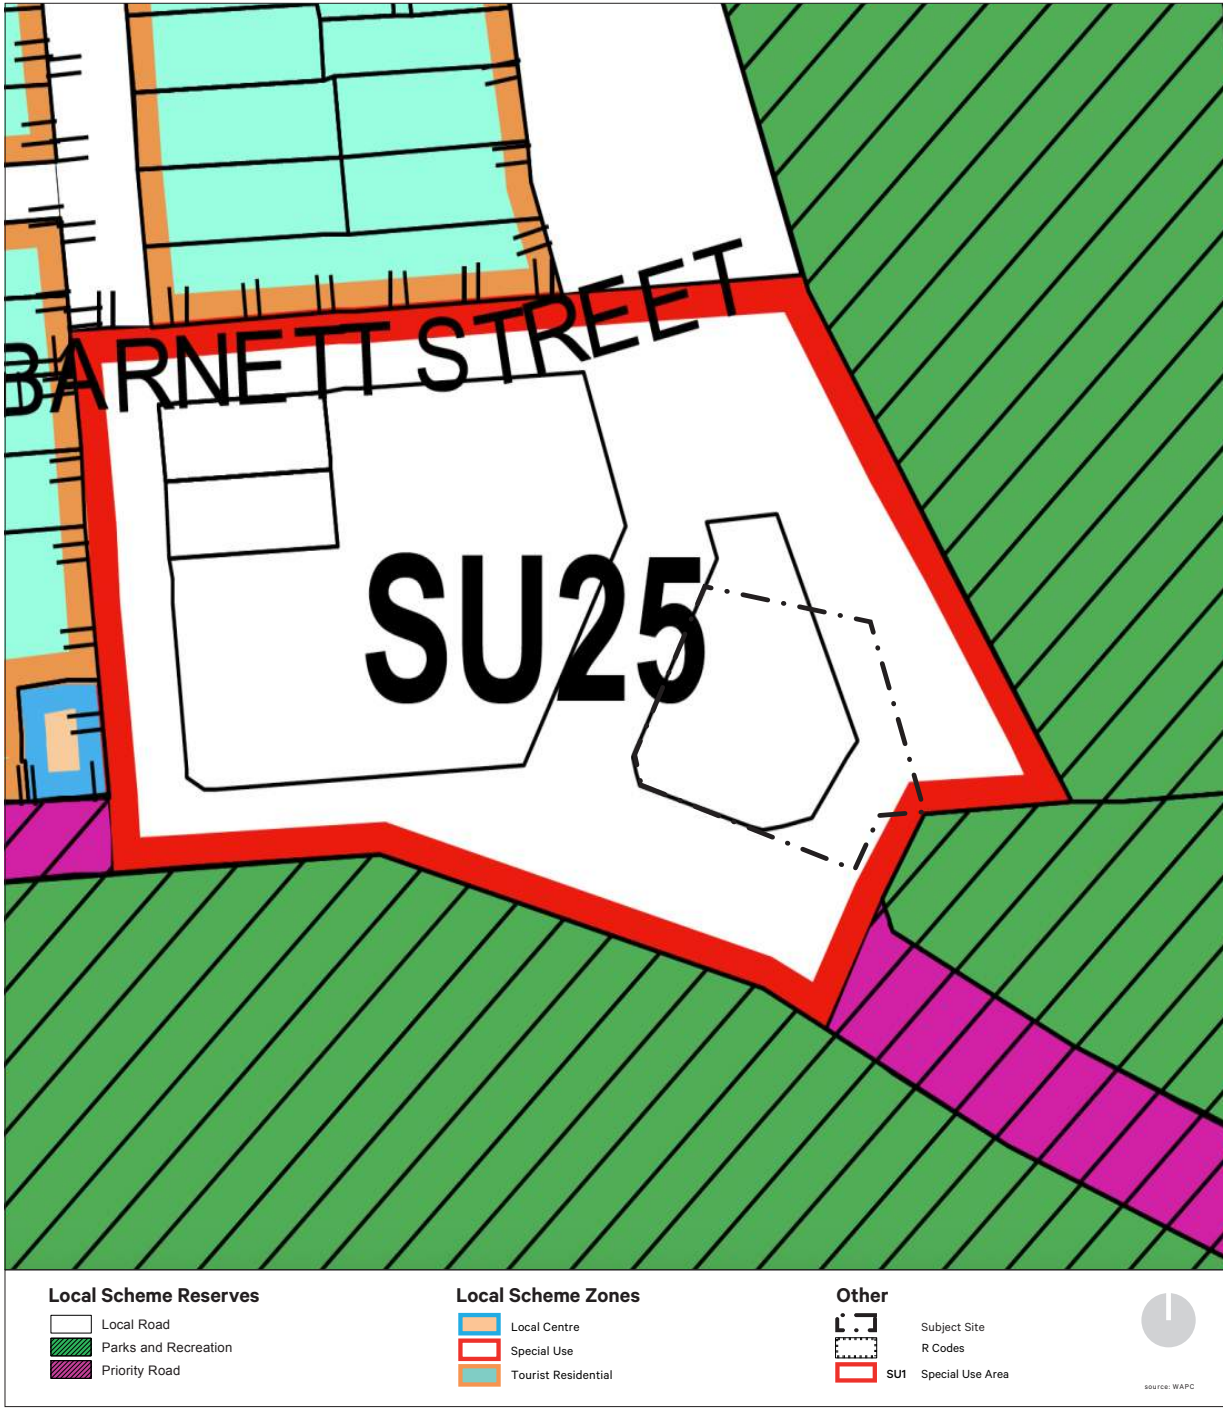 BARNETT STREET
SU25
Local Scheme Reserves
Local Road
Parks and Recreation
Priority Road
Local Scheme Zones
Local Centre
Special Use
Tourist Residential
Other
Subject Site
R Codes
SU1 Special Use Area
source: WAPC